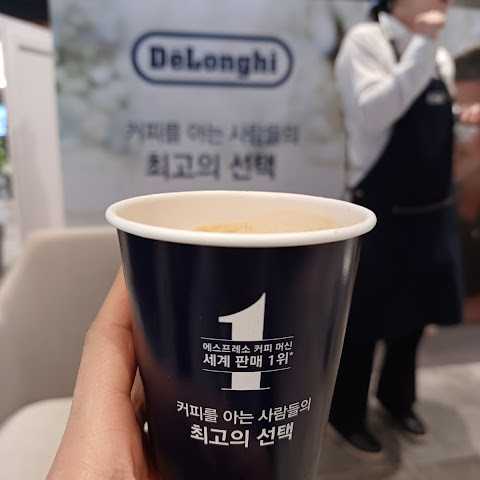 DēLonghi
커피를 아는 사람들의
최고의 선택
1
에스프레소 커피 머신
세계 판매 1위*
커피를 아는 사람들의
최고의 선택